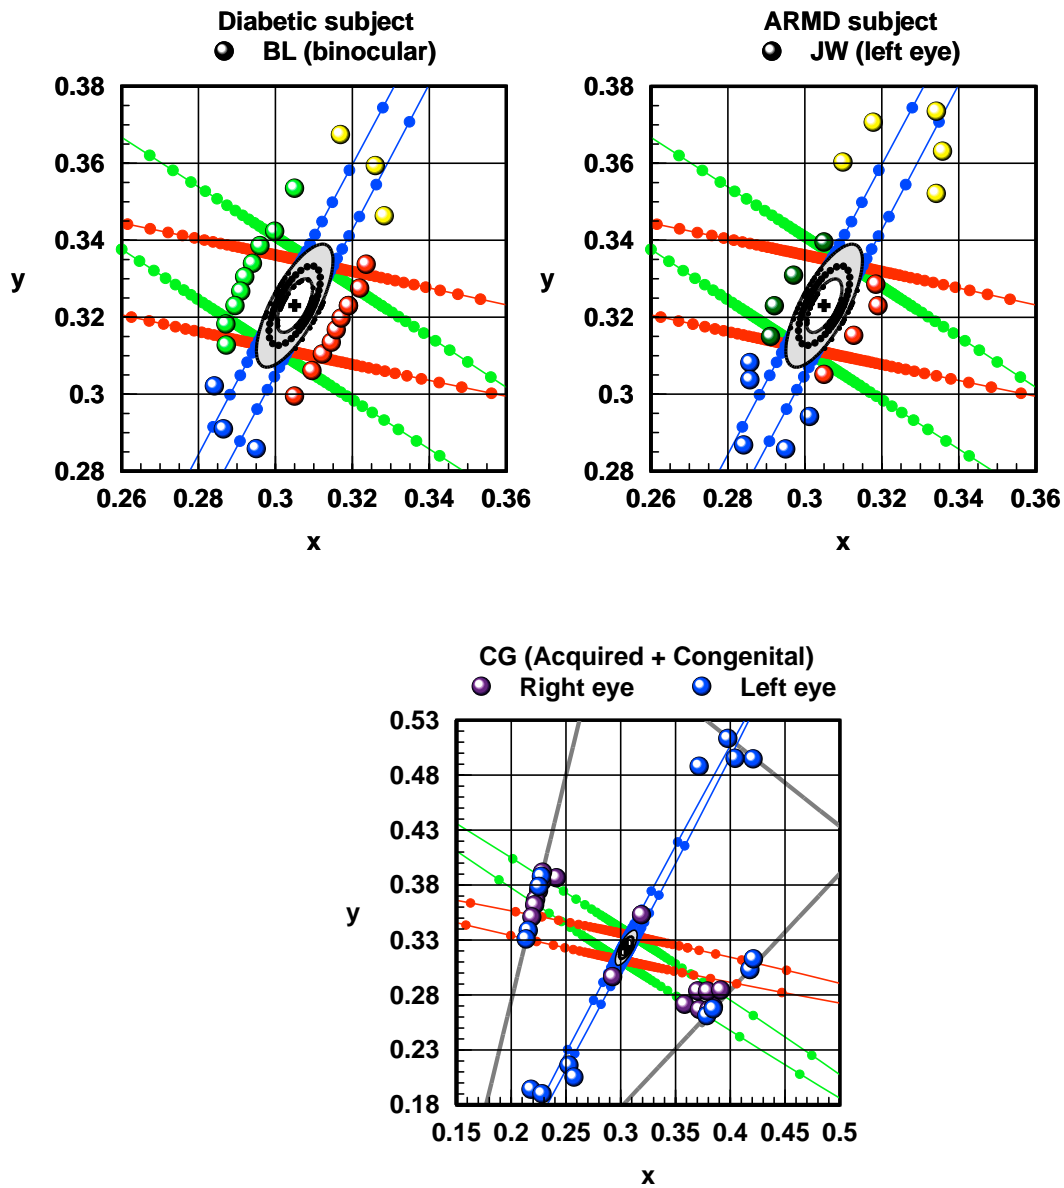 Diabetic subject
BL (binocular)
0.38
0.36
0.34
y
0.32
0.3
0.28
0.26 0.28 0.3 0.32 0.34 0.36
x
ARMD subject
JW (left eye)
0.38
0.36
0.34
y
0.32
0.3
0.28
0.26 0.28 0.3 0.32 0.34 0.36
x
CG (Acquired + Congenital)
Right eye Left eye
0.53
0.48
0.43
0.38
y
0.33
0.28
0.23
0.18
0.15 0.2 0.25 0.3 0.35 0.4 0.45 0.5
x